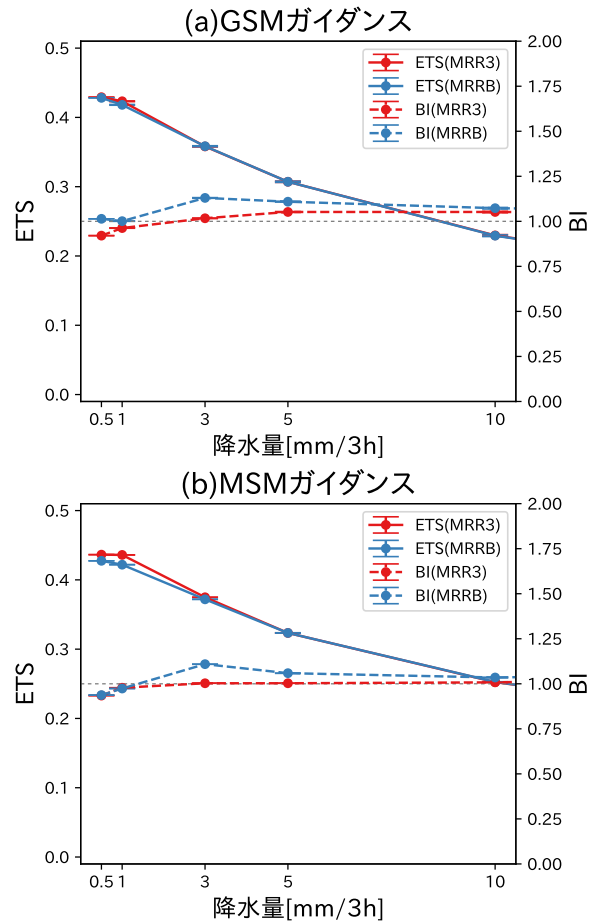 (a)GSMガイダンス
0.5
0.4
0.3
0.2
0.1
0.0
ETS
2.00
1.75
1.50
1.25
1.00
0.75
0.50
0.25
0.00
BI
ETS(MRR3)
ETS(MRRB)
BI(MRR3)
BI(MRRB)
0.5 1 3 5 10
降水量[mm/3h]
(b)MSMガイダンス
0.5
0.4
0.3
0.2
0.1
0.0
ETS
2.00
1.75
1.50
1.25
1.00
0.75
0.50
0.25
0.00
BI
ETS(MRR3)
ETS(MRRB)
BI(MRR3)
BI(MRRB)
0.5 1 3 5 10
降水量[mm/3h]